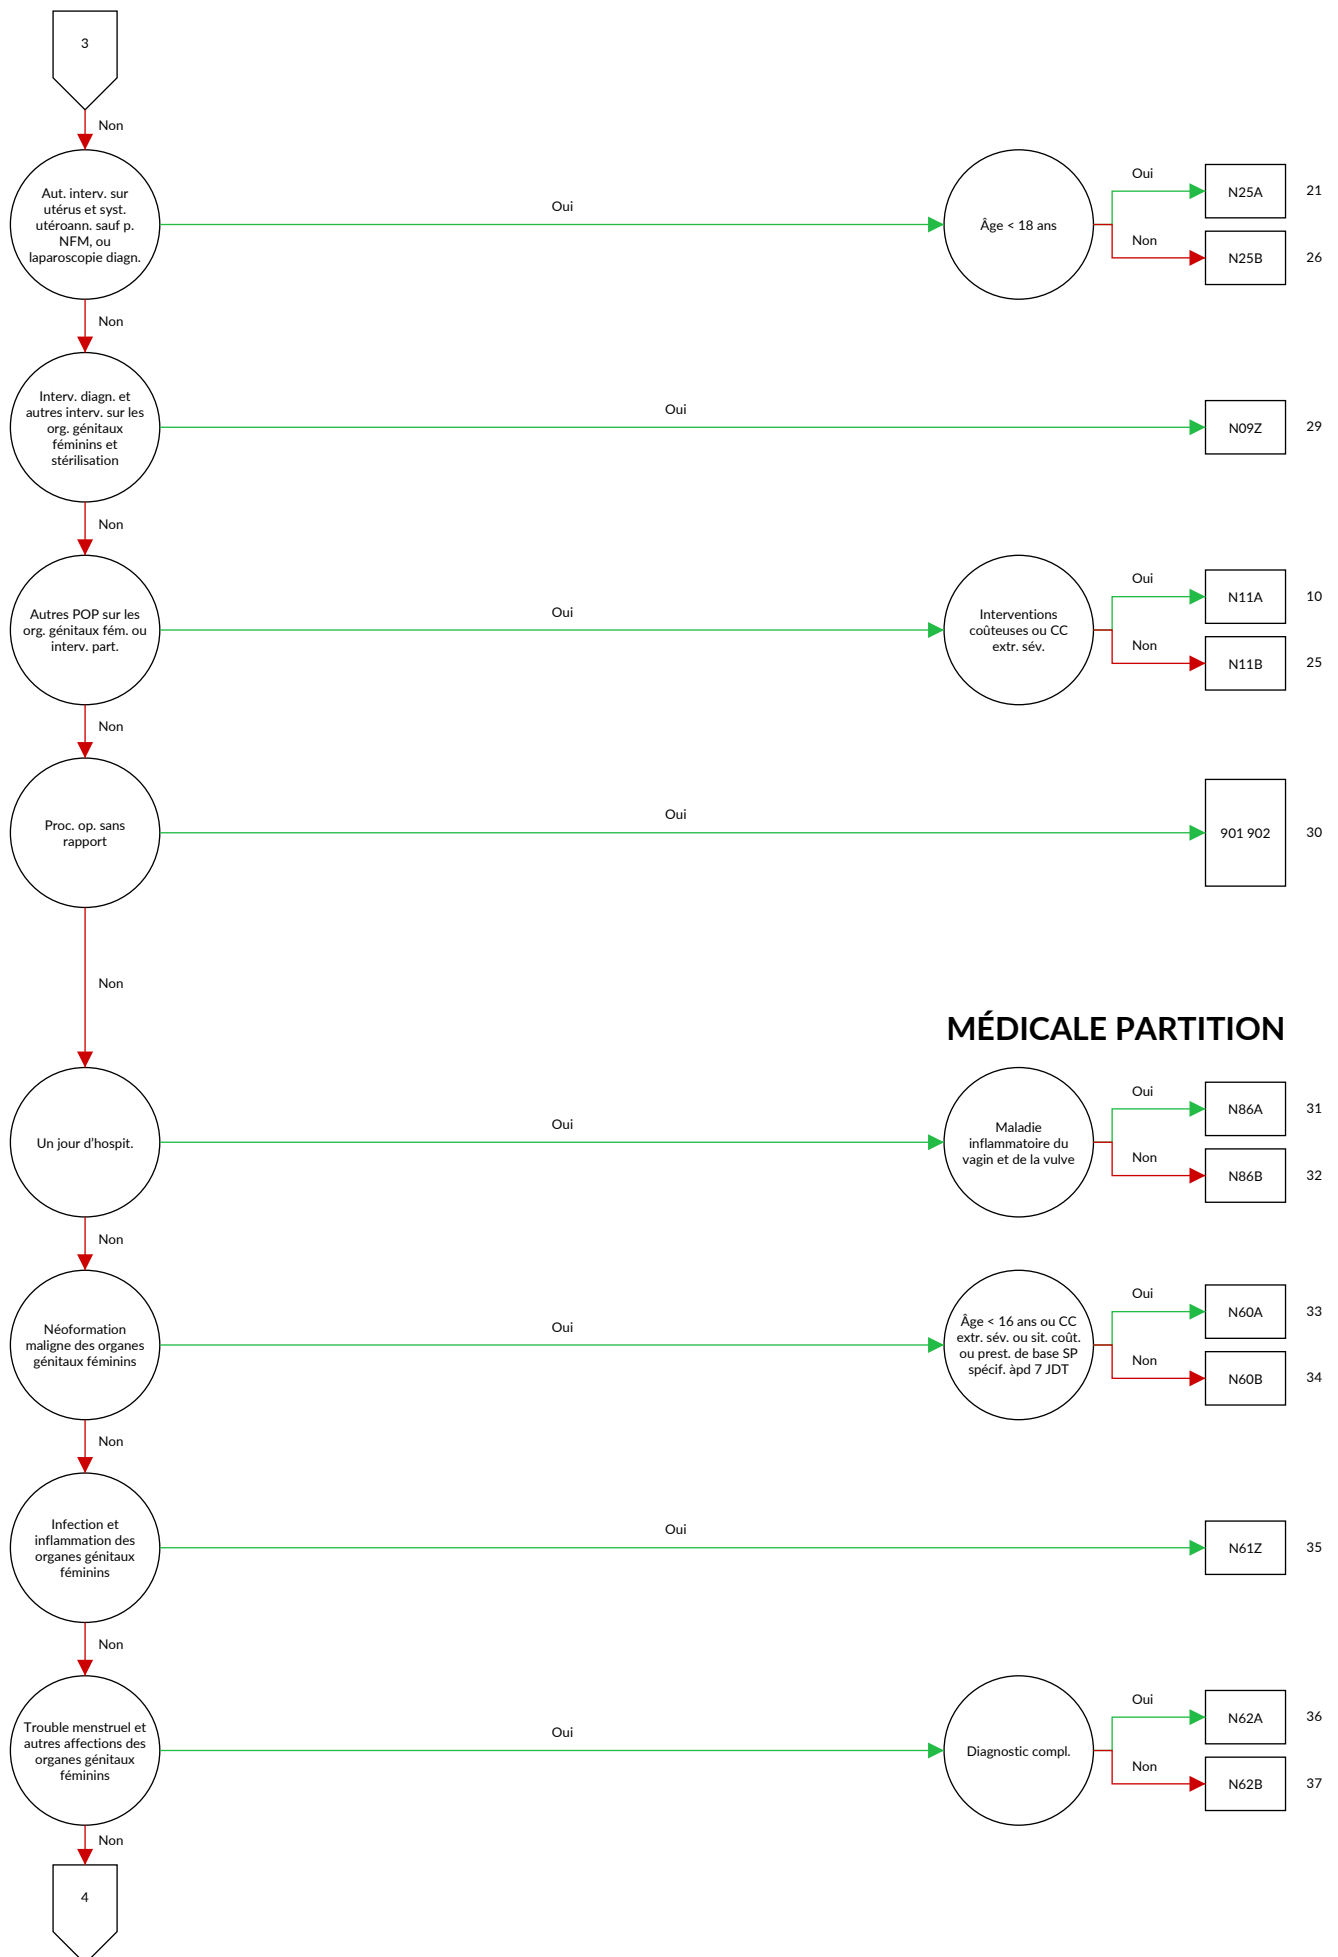 3
Non
Aut. interv. sur
utérus et syst.
utéroann. sauf p.
NFM, ou
laparoscopie diagn.
Oui
Âge < 18 ans
Oui
N25A
21
Non
N25B
26
Non
Interv. diagn. et
autres interv. sur les
org. génitaux
féminins et
stérilisation
Oui
N09Z
29
Non
Autres POP sur les
org. génitaux fém. ou
interv. part.
Oui
Interventions
coûteuses ou CC
extr. sév.
Oui
N11A
10
Non
N11B
25
Non
Proc. op. sans
rapport
Oui
901 902
30
Non
MÉDICALE PARTITION
Un jour d'hospit.
Oui
Maladie
inflammatoire du
vagin et de la vulve
Oui
N86A
31
Non
N86B
32
Non
Néoformation
maligne des organes
génitaux féminins
Oui
Âge < 16 ans ou CC
extr. sév. ou sit. coût.
ou prest. de base SP
spécif. àpd 7 JDT
Oui
N60A
33
Non
N60B
34
Non
Infection et
inflammation des
organes génitaux
féminins
Oui
N61Z
35
Non
Trouble menstruel et
autres affections des
organes génitaux
féminins
Oui
Diagnostic compl.
Oui
N62A
36
Non
N62B
37
Non
4